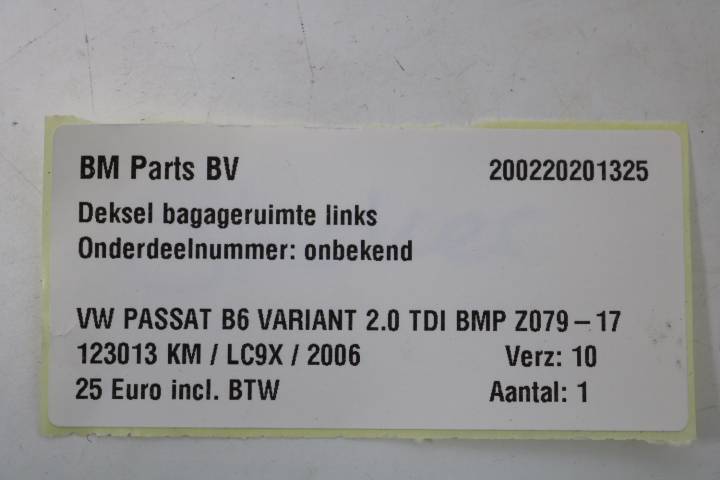 BM Parts BV 200220201325
Deksel bagageruimte links
Onderdeelnummer: onbekend
VW PASSAT B6 VARIANT 2.0 TDI BMP Z079-17
123013 KM / LC9X / 2006 Verz: 10
25 Euro incl. BTW Aantal: 1